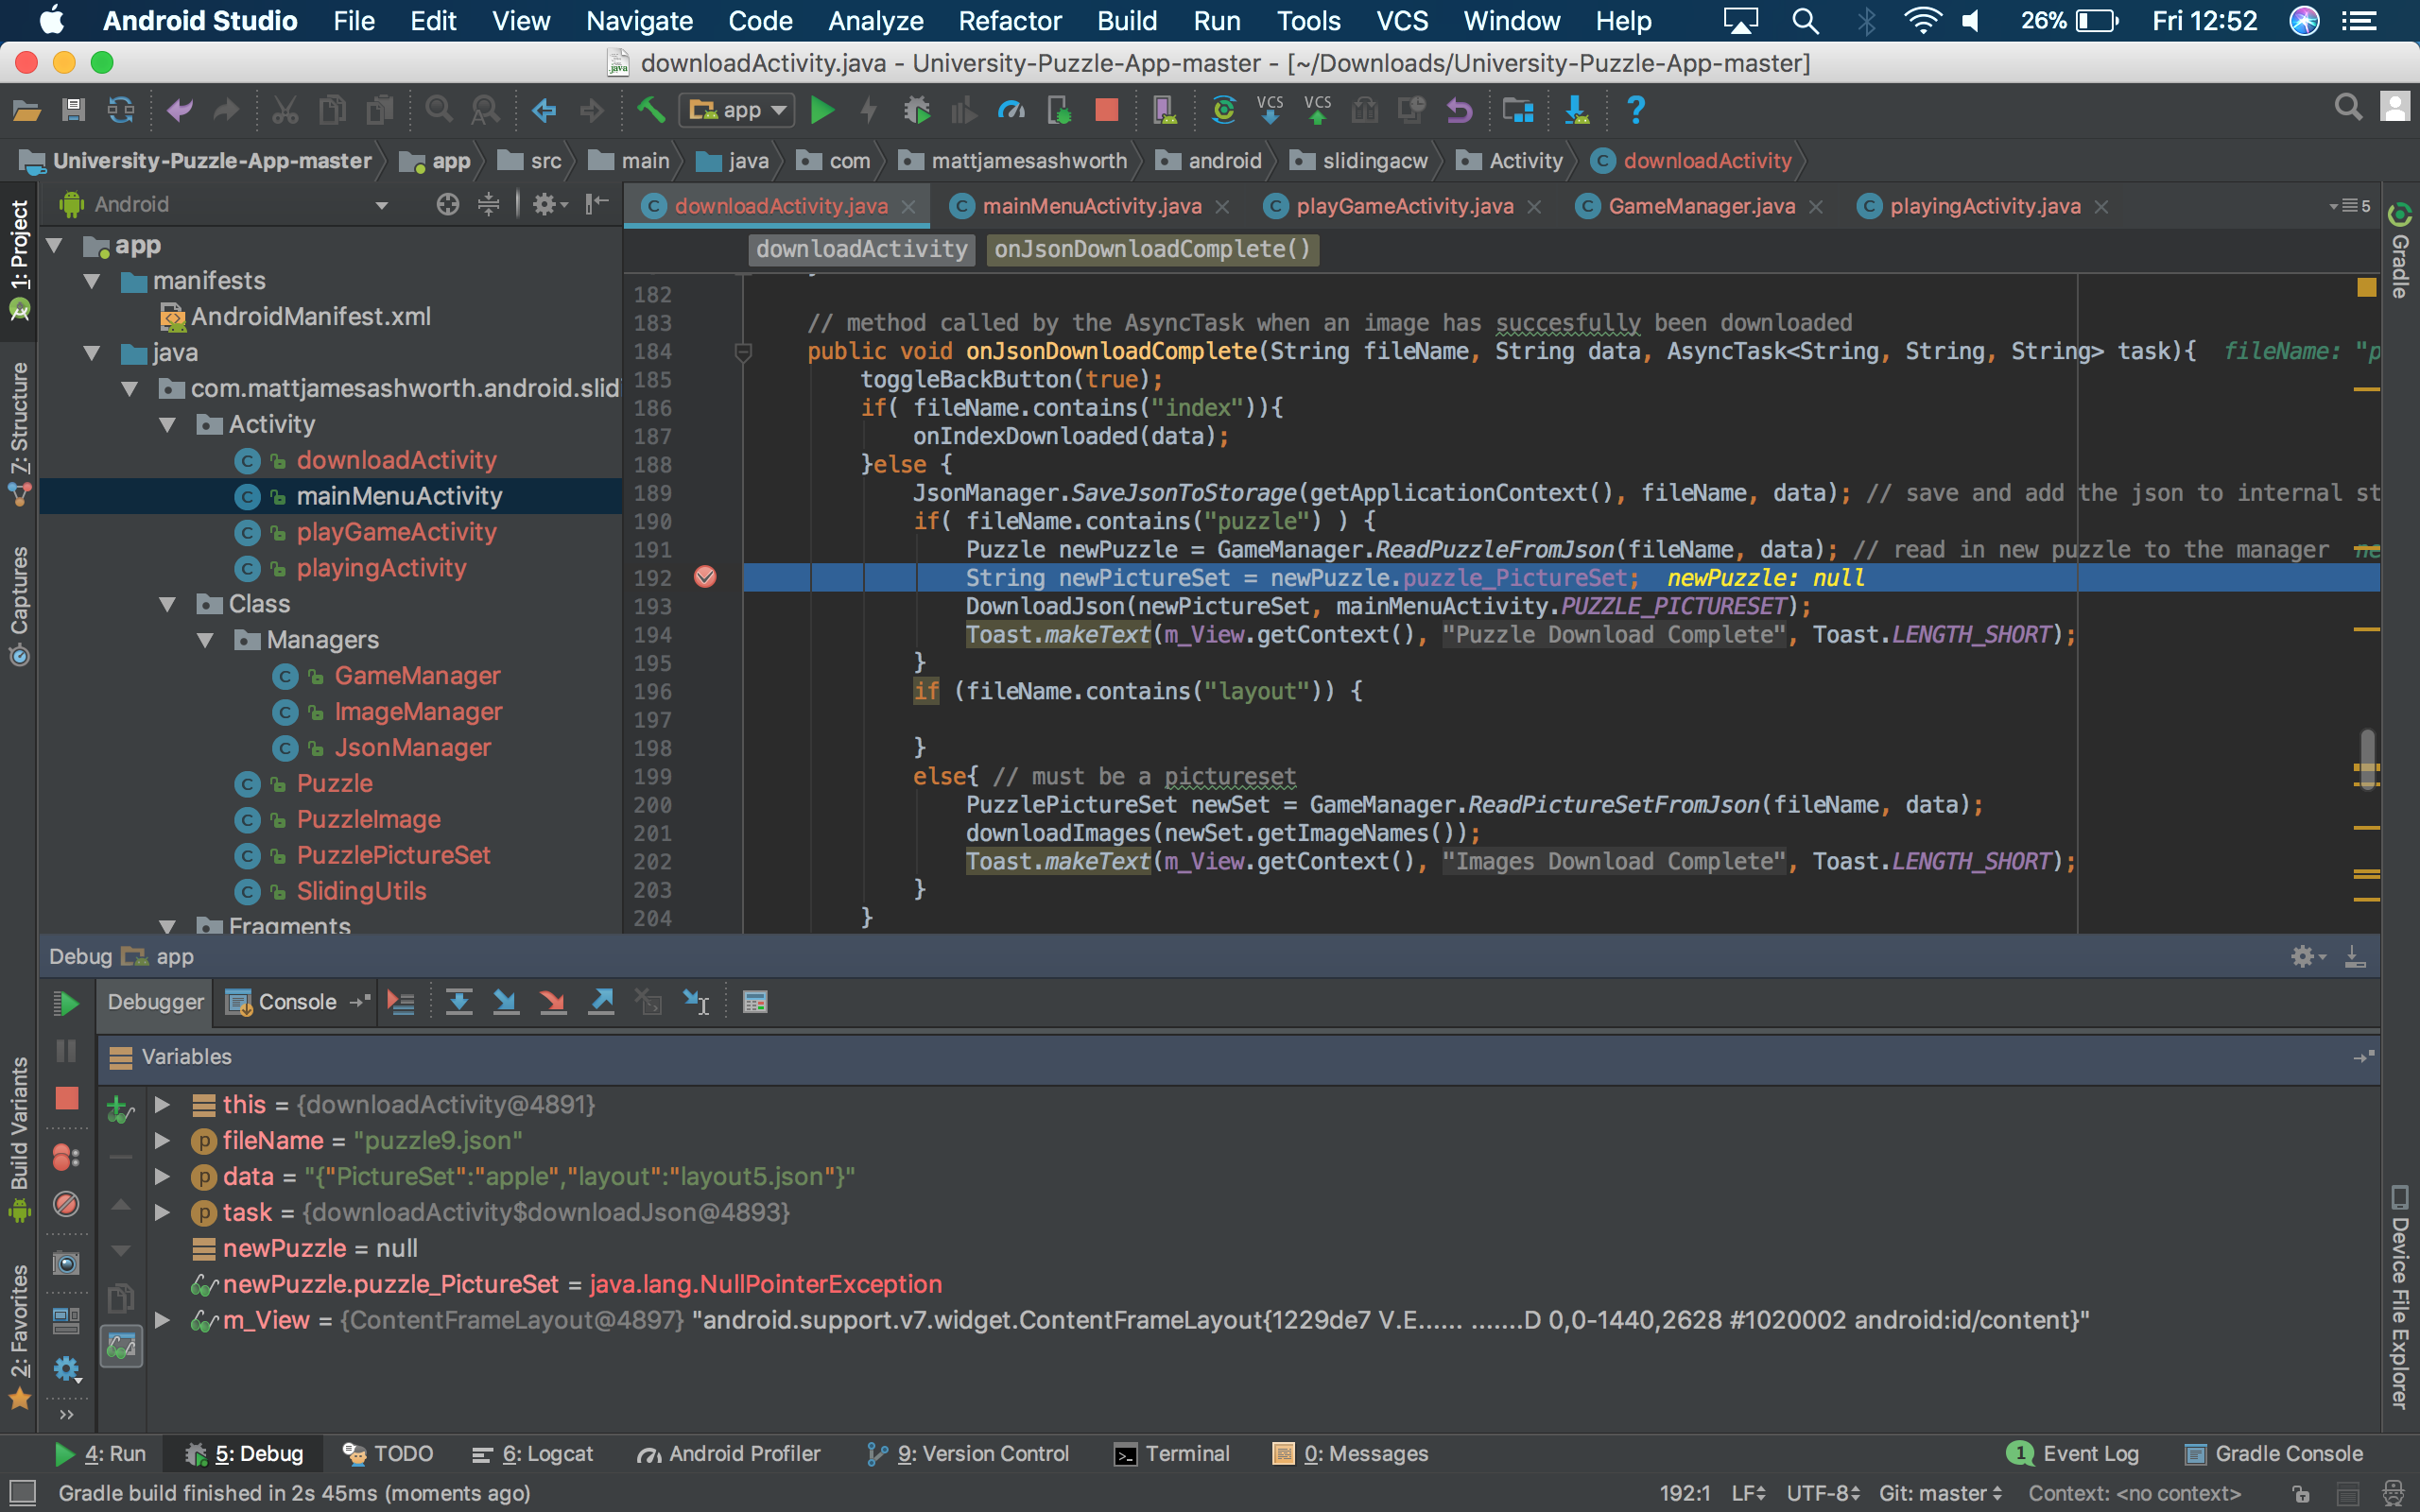 Android Studio File Edit View Navigate Code Analyze Refactor Build Run Tools VCS Window Help 26% Fri 12:52
downloadActivity.java - University-Puzzle-App-master - [~/Downloads/University-Puzzle-App-master]
app VCS VCS ?
University-Puzzle-App-master app src main java com mattjamesashworth android slidingacw Activity downloadActivity
1: Project
7: Structure
Captures
Build Variants
2: Favorites
Android
app
manifests
AndroidManifest.xml
java
com.mattjamesashworth.android.slid
Activity
downloadActivity
mainMenuActivity
playGameActivity
playingActivity
Class
Managers
GameManager
ImageManager
JsonManager
Puzzle
PuzzleImage
PuzzlePictureSet
SlidingUtils
Fragments
downloadActivity.java mainMenuActivity.java playGameActivity.java GameManager.java playingActivity.java 5
downloadActivity onJsonDownloadComplete()
182
183 // method called by the AsyncTask when an image has succesfully been downloaded
184 public void onJsonDownloadComplete(String fileName, String data, AsyncTask<String, String, String> task){ fileName: "p
185 toggleBackButton(true);
186 if( fileName.contains("index")){
187 onIndexDownloaded(data);
188 }else {
189 JsonManager.SaveJsonToStorage(getApplicationContext(), fileName, data); // save and add the json to internal st
190 if( fileName.contains("puzzle") ) {
191 Puzzle newPuzzle = GameManager.ReadPuzzleFromJson(fileName, data); // read in new puzzle to the manager ne
192 String newPictureSet = newPuzzle.puzzle_PictureSet; newPuzzle: null
193 DownloadJson(newPictureSet, mainMenuActivity.PUZZLE_PICTURESET);
194 Toast.makeText(m_View.getContext(), "Puzzle Download Complete", Toast.LENGTH_SHORT);
195 }
196 if (fileName.contains("layout")) {
197
198 }
199 else{ // must be a pictureset
200 PuzzlePictureSet newSet = GameManager.ReadPictureSetFromJson(fileName, data);
201 downloadImages(newSet.getImageNames());
202 Toast.makeText(m_View.getContext(), "Images Download Complete", Toast.LENGTH_SHORT);
203 }
204 }
Gradle
Device File Explorer
Debug app
Debugger Console
Variables
this = {downloadActivity@4891}
fileName = "puzzle9.json"
data = "{"PictureSet":"apple","layout":"layout5.json"}"
task = {downloadActivity$downloadJson@4893}
newPuzzle = null
newPuzzle.puzzle_PictureSet = java.lang.NullPointerException
m_View = {ContentFrameLayout@4897} "android.support.v7.widget.ContentFrameLayout{1229de7 V.E...... .......D 0,0-1440,2628 #1020002 android:id/content}"
4: Run 5: Debug TODO 6: Logcat Android Profiler 9: Version Control Terminal 0: Messages 1 Event Log Gradle Console
Gradle build finished in 2s 45ms (moments ago) 192:1 LF UTF-8 Git: master Context: <no context>